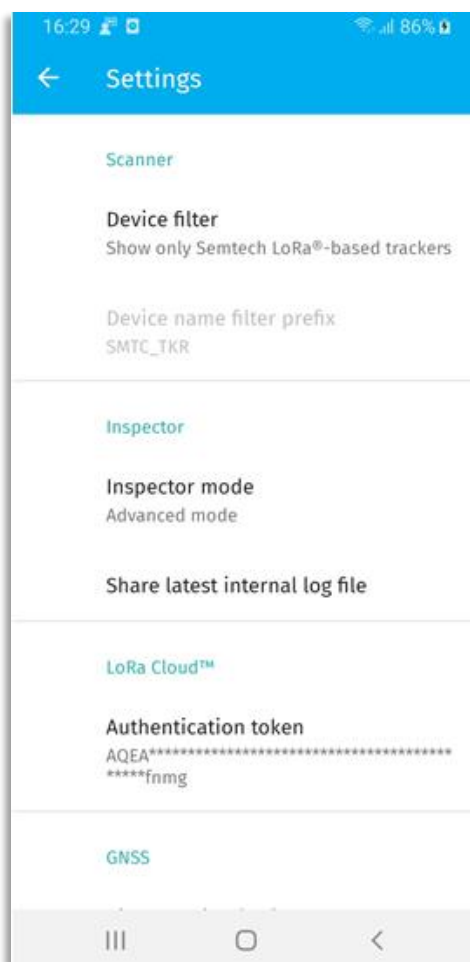 16:29 86%
Settings
Scanner
Device filter
Show only Semtech LoRa®-based trackers
Device name filter prefix
SMTC_TKR
Inspector
Inspector mode
Advanced mode
Share latest internal log file
LoRa Cloud™
Authentication token
AQEA***************************************
*****fnmg
GNSS